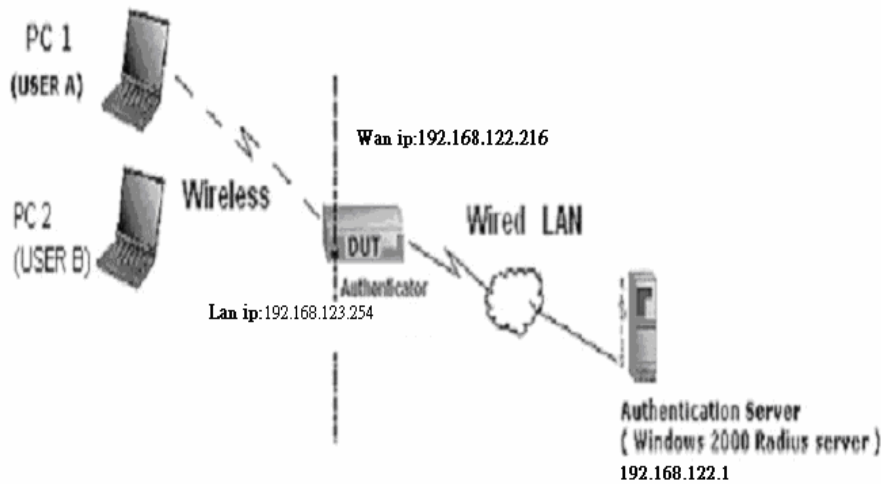 PC 1
(USER A)
Wan ip:192.168.122.216
Wireless
PC 2
(USER B)
Wired LAN
DUT
Authenticator
Lan ip:192.168.123.254
Authentication Server
( Windows 2000 Radius server )
192.168.122.1